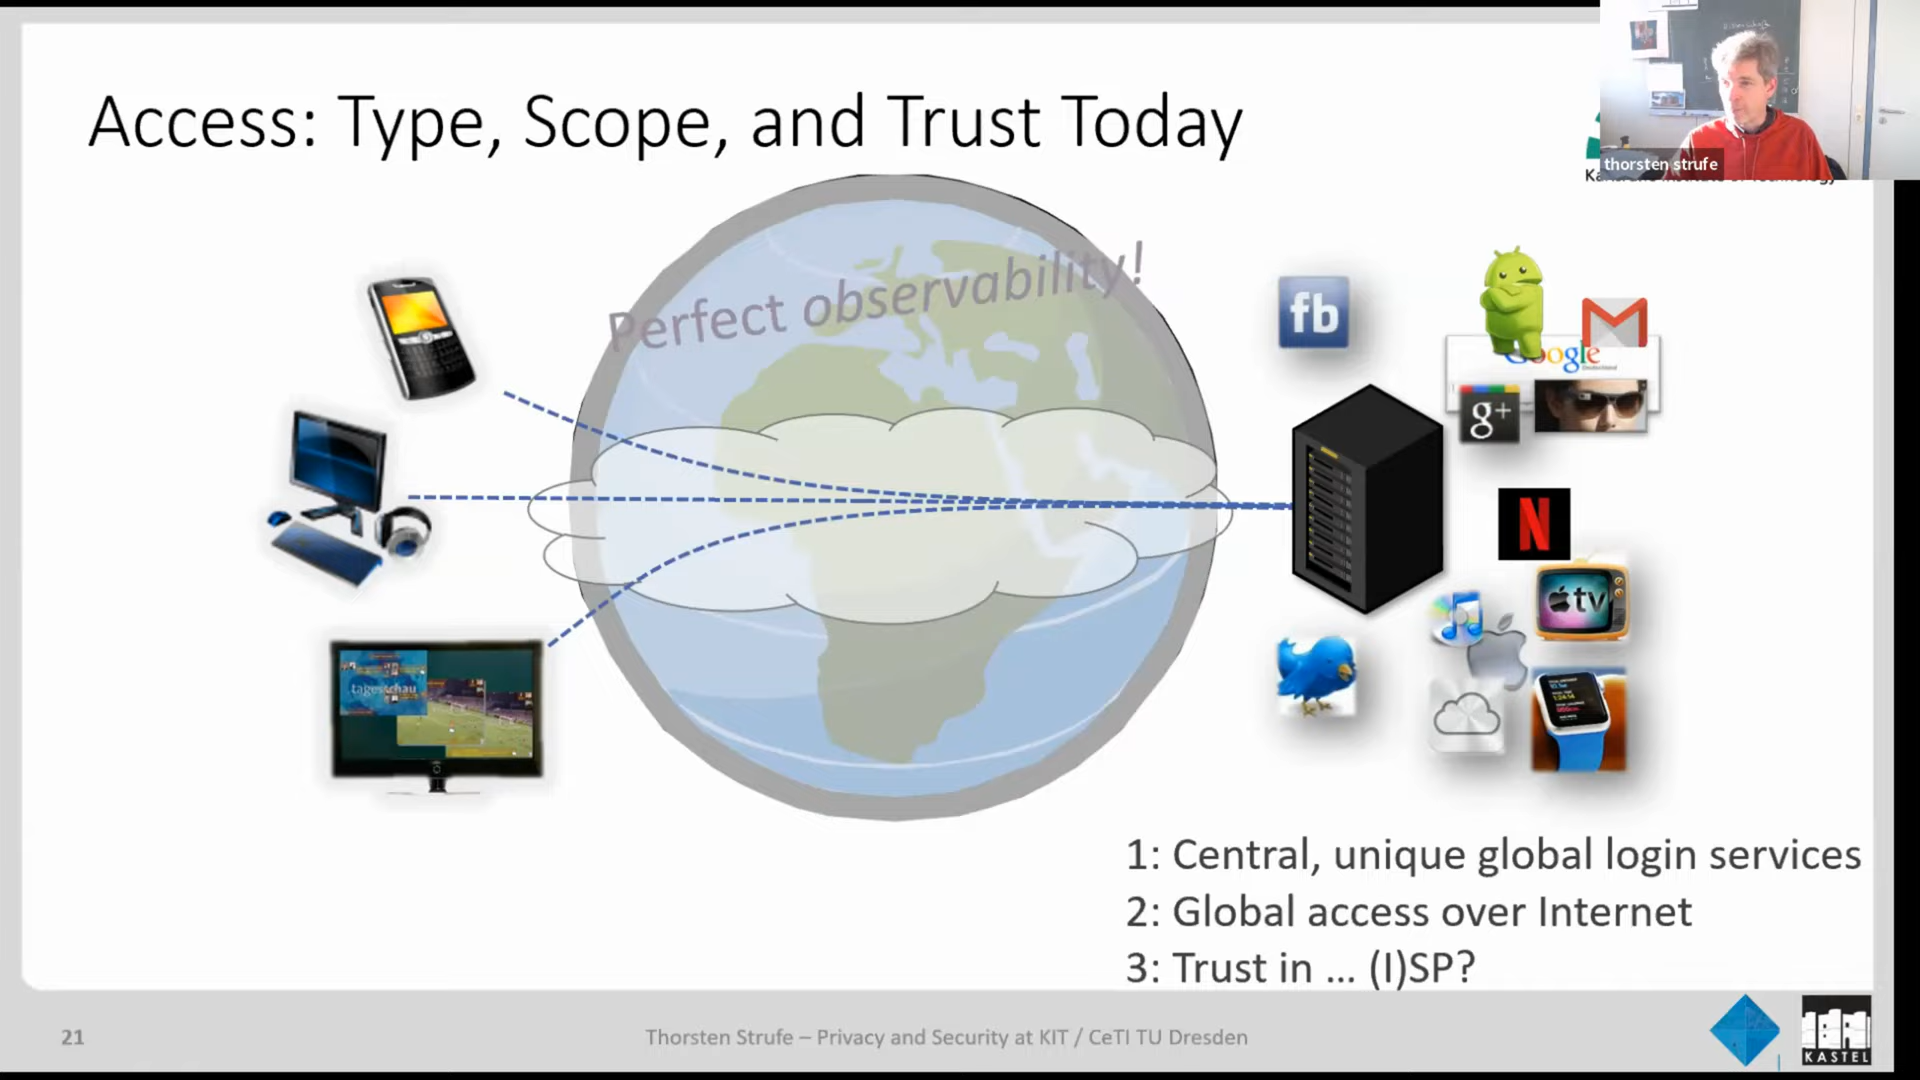 Access: Type, Scope, and Trust Today
thorsten strufe
Perfect observability!
fb
Google
g+
N
tv
tagesschau
1: Central, unique global login services
2: Global access over Internet
3: Trust in ... (I)SP?
21
Thorsten Strufe – Privacy and Security at KIT / CeTI TU Dresden
KASTEL